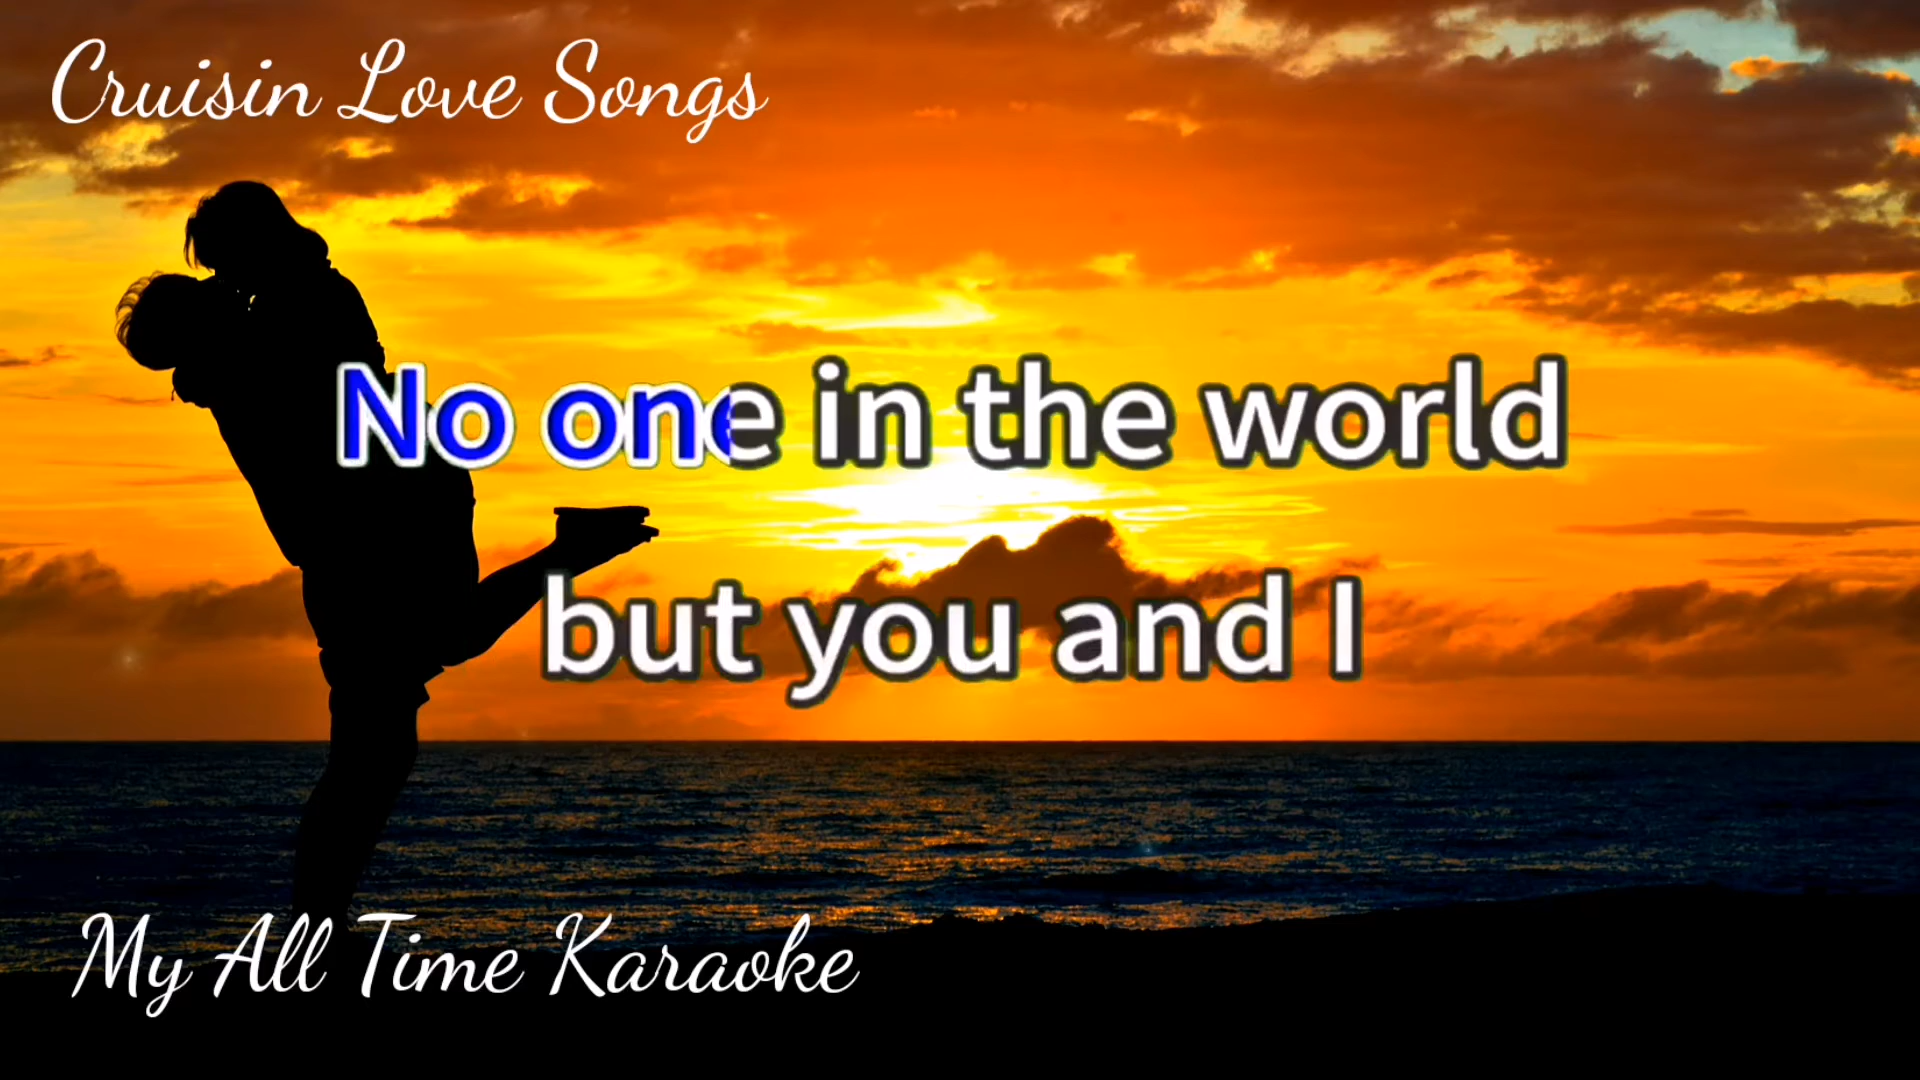 Cruisin Love Songs
No one in the world
but you and I
My All Time Karaoke